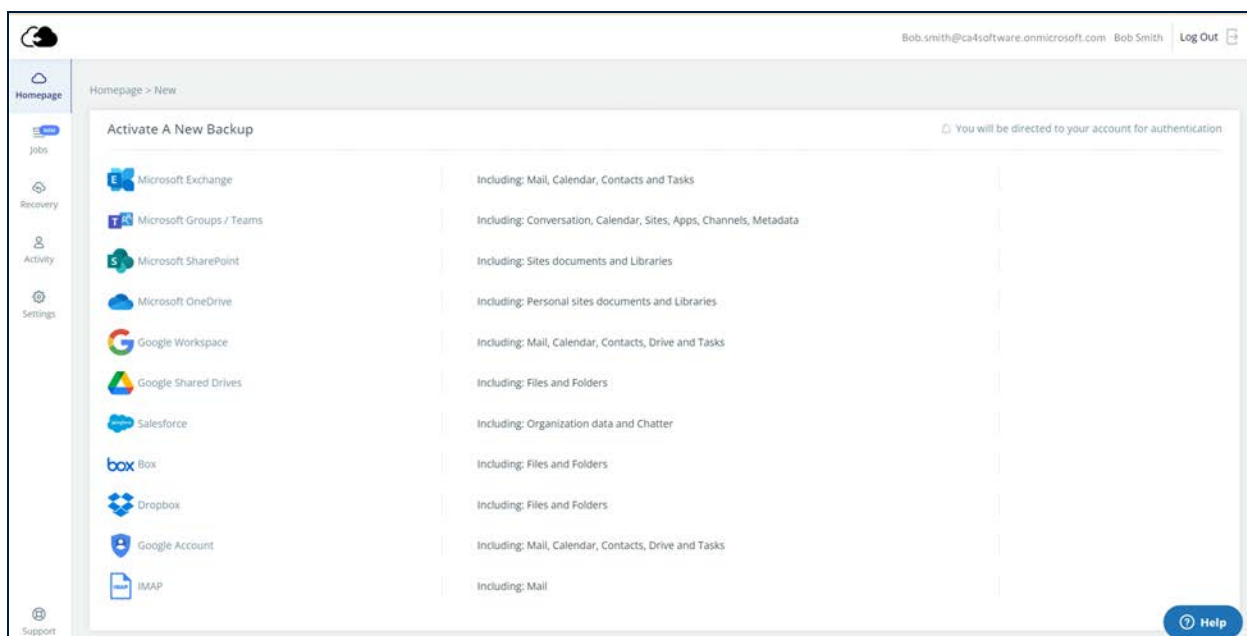 Bob.smith@ca4software.onmicrosoft.com Bob Smith Log Out
Homepage
Homepage > New
NEW
Jobs
Recovery
Activity
Settings
Support
Activate A New Backup
You will be directed to your account for authentication
E Microsoft Exchange Including: Mail, Calendar, Contacts and Tasks
T Microsoft Groups / Teams Including: Conversation, Calendar, Sites, Apps, Channels, Metadata
S Microsoft SharePoint Including: Sites documents and Libraries
Microsoft OneDrive Including: Personal sites documents and Libraries
Google Workspace Including: Mail, Calendar, Contacts, Drive and Tasks
Google Shared Drives Including: Files and Folders
salesforce Salesforce Including: Organization data and Chatter
box Box Including: Files and Folders
Dropbox Including: Files and Folders
Google Account Including: Mail, Calendar, Contacts, Drive and Tasks
IMAP IMAP Including: Mail
? Help